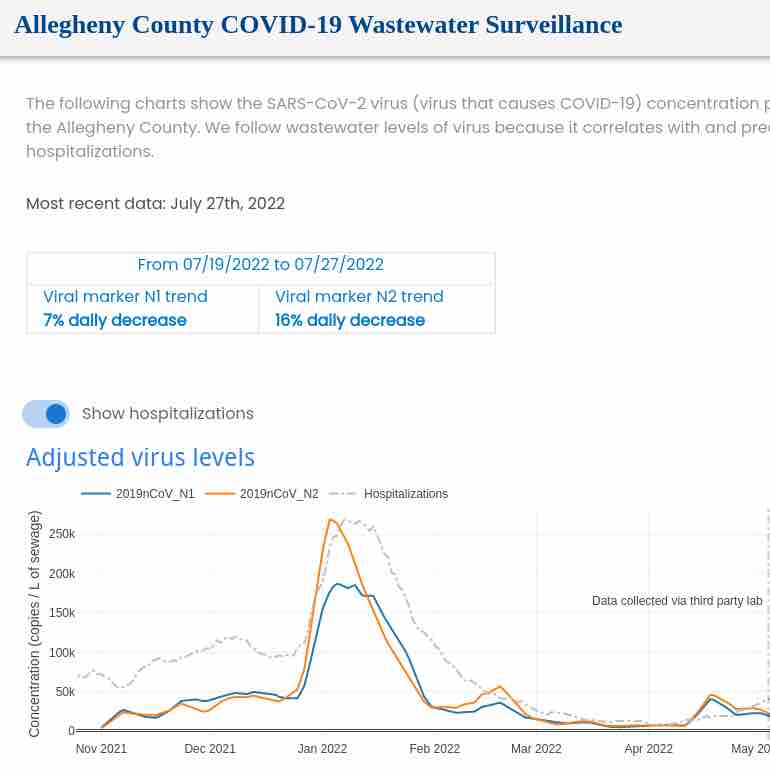 Allegheny County COVID-19 Wastewater Surveillance
The following charts show the SARS-CoV-2 virus (virus that causes COVID-19) concentration
the Allegheny County. We follow wastewater levels of virus because it correlates with and
hospitalizations.
Most recent data: July 27th, 2022
From 07/19/2022 to 07/27/2022
Viral marker N1 trend Viral marker N2 trend
7% daily decrease 16% daily decrease
Show hospitalizations
Adjusted virus levels
2019nCoV_N1 2019nCoV_N2 Hospitalizations
Concentration (copies / L of sewage)
250k
200k
150k
100k
50k
0
Data collected via third party lab
Nov 2021 Dec 2021 Jan 2022 Feb 2022 Mar 2022 Apr 2022 May 20